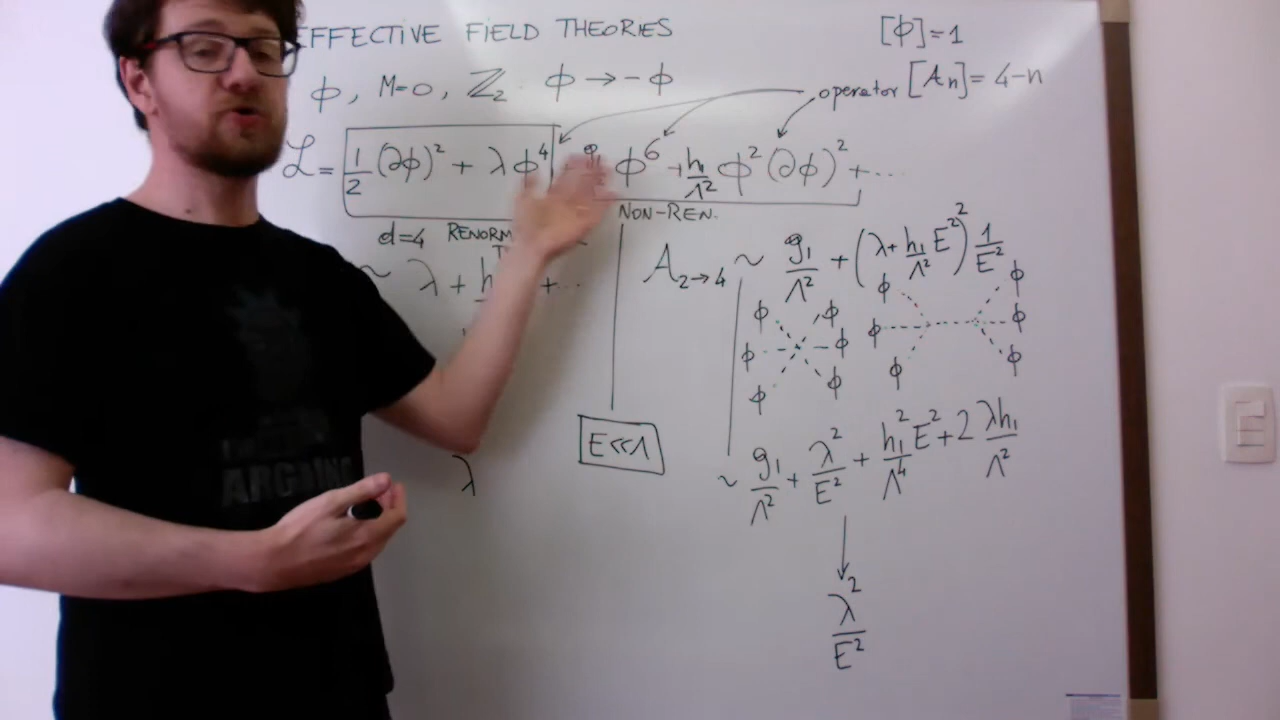 EFFECTIVE FIELD THEORIES
[ϕ]=1
ϕ, M=0, ℤ₂ ϕ → -ϕ
operator [Aₙ]= 4-n
ℒ = 1/2 (∂ϕ)² + λϕ⁴ g₁ ϕ⁶ + h₁/Λ² ϕ²(∂ϕ)² + ...
d=4 RENORM
NON-REN.
~ λ + h + ...
A₂→₄ ~ g₁/Λ² + (λ + h₁/Λ² E²)² 1/E²
ϕ ϕ ϕ ϕ ϕ ϕ
ϕ ϕ ϕ ϕ ϕ ϕ
E<<Λ
~ g₁/Λ² + λ²/E² + h₁²/Λ⁴ E² + 2 λh₁/Λ²
λ
λ²/E²
ARGUING